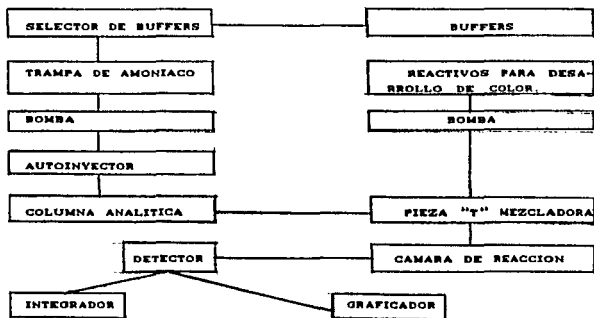 SELECTOR DE BUFFERS
BUFFERS
TRAMPA DE AMONIACO
REACTIVOS PARA DESA-
RROLLO DE COLOR.
BOMBA
BOMBA
AUTOINYECTOR
COLUMNA ANALITICA
PIEZA "T" MEZCLADORA
DETECTOR
CAMARA DE REACCION
INTEGRADOR
GRAFICADOR